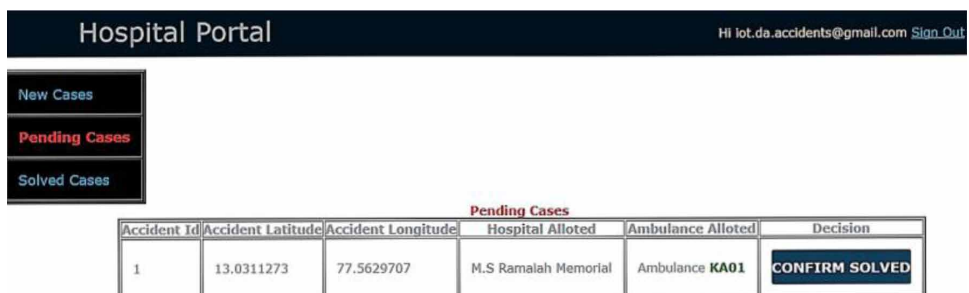 Hospital Portal
Hi iot.da.accidents@gmail.com Sign Out
New Cases
Pending Cases
Solved Cases
Pending Cases
Accident Id Accident Latitude Accident Longitude Hospital Alloted Ambulance Alloted Decision
1 13.0311273 77.5629707 M.S Ramaiah Memorial Ambulance KA01 CONFIRM SOLVED